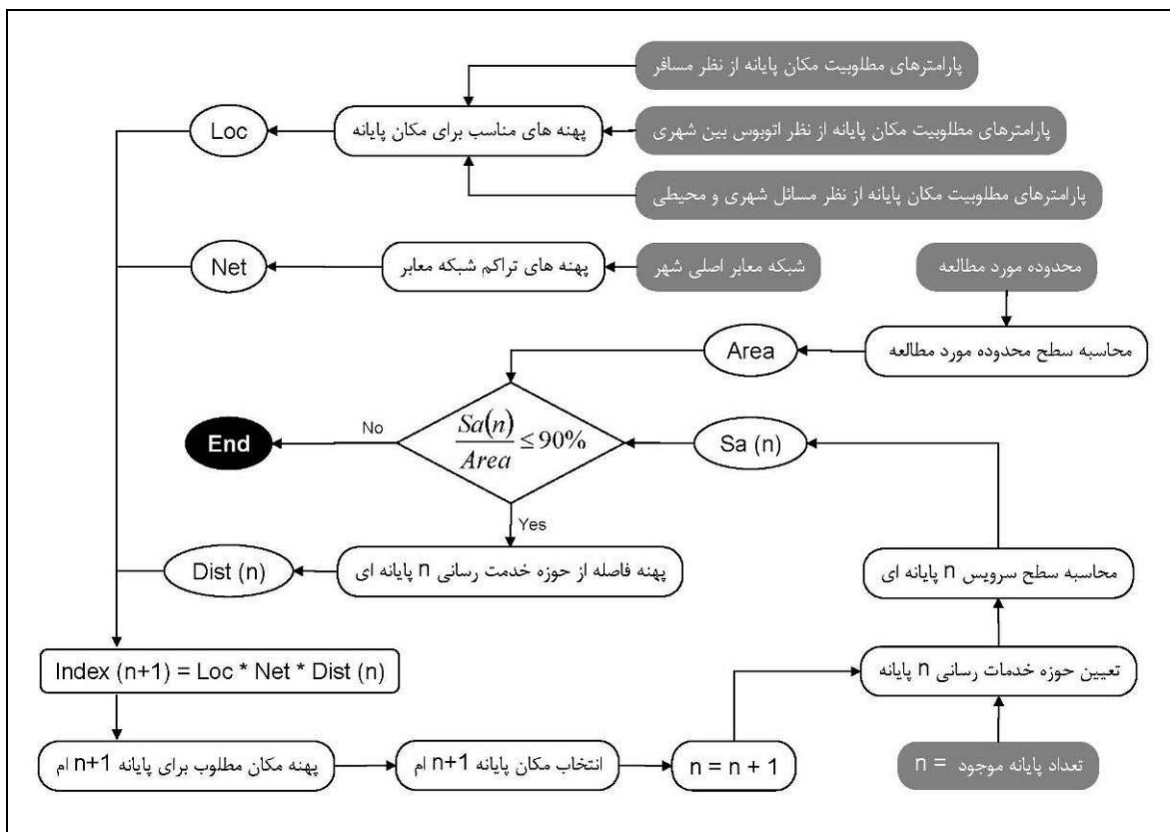 پارامترهای مطلوبیت مکان پایانه از نظر مسافر
پهنه های مناسب برای مکان پایانه
Loc
پارامترهای مطلوبیت مکان پایانه از نظر اتوبوس بین شهری
پارامترهای مطلوبیت مکان پایانه از نظر مسائل شهری و محیطی
محدوده مورد مطالعه
شبکه معابر اصلی شهر
پهنه های تراکم شبکه معابر
Net
محاسبه سطح محدوده مورد مطالعه
Area
Sa(n)
Area
≤90%
No
End
Sa (n)
Yes
پهنه فاصله از حوزه خدمت رسانی n پایانه ای
Dist (n)
محاسبه سطح سرویس n پایانه ای
Index (n+1) = Loc * Net * Dist (n)
تعیین حوزه خدمات رسانی n پایانه
پهنه مکان مطلوب برای پایانه n+1 ام
انتخاب مکان پایانه n+1 ام
n = n + 1
تعداد پایانه موجود = n